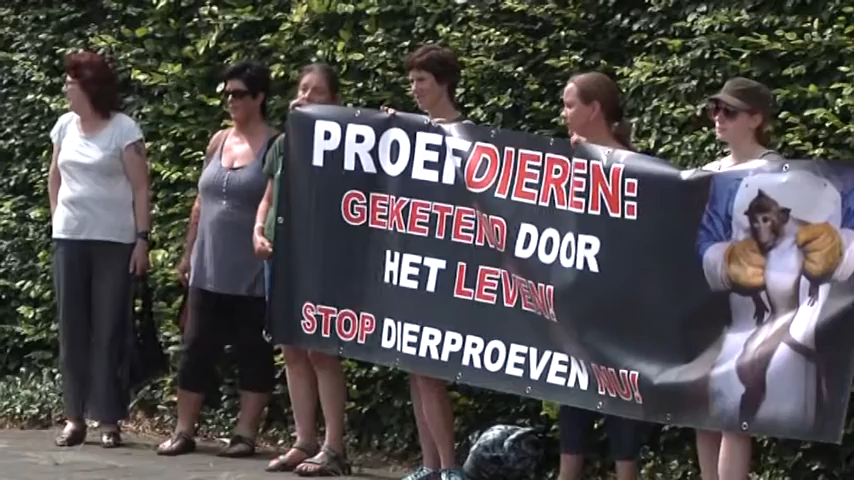 PROEFDIEREN:
GEKETEND DOOR
HET LEVEN!
STOP DIERPROEVEN NU!